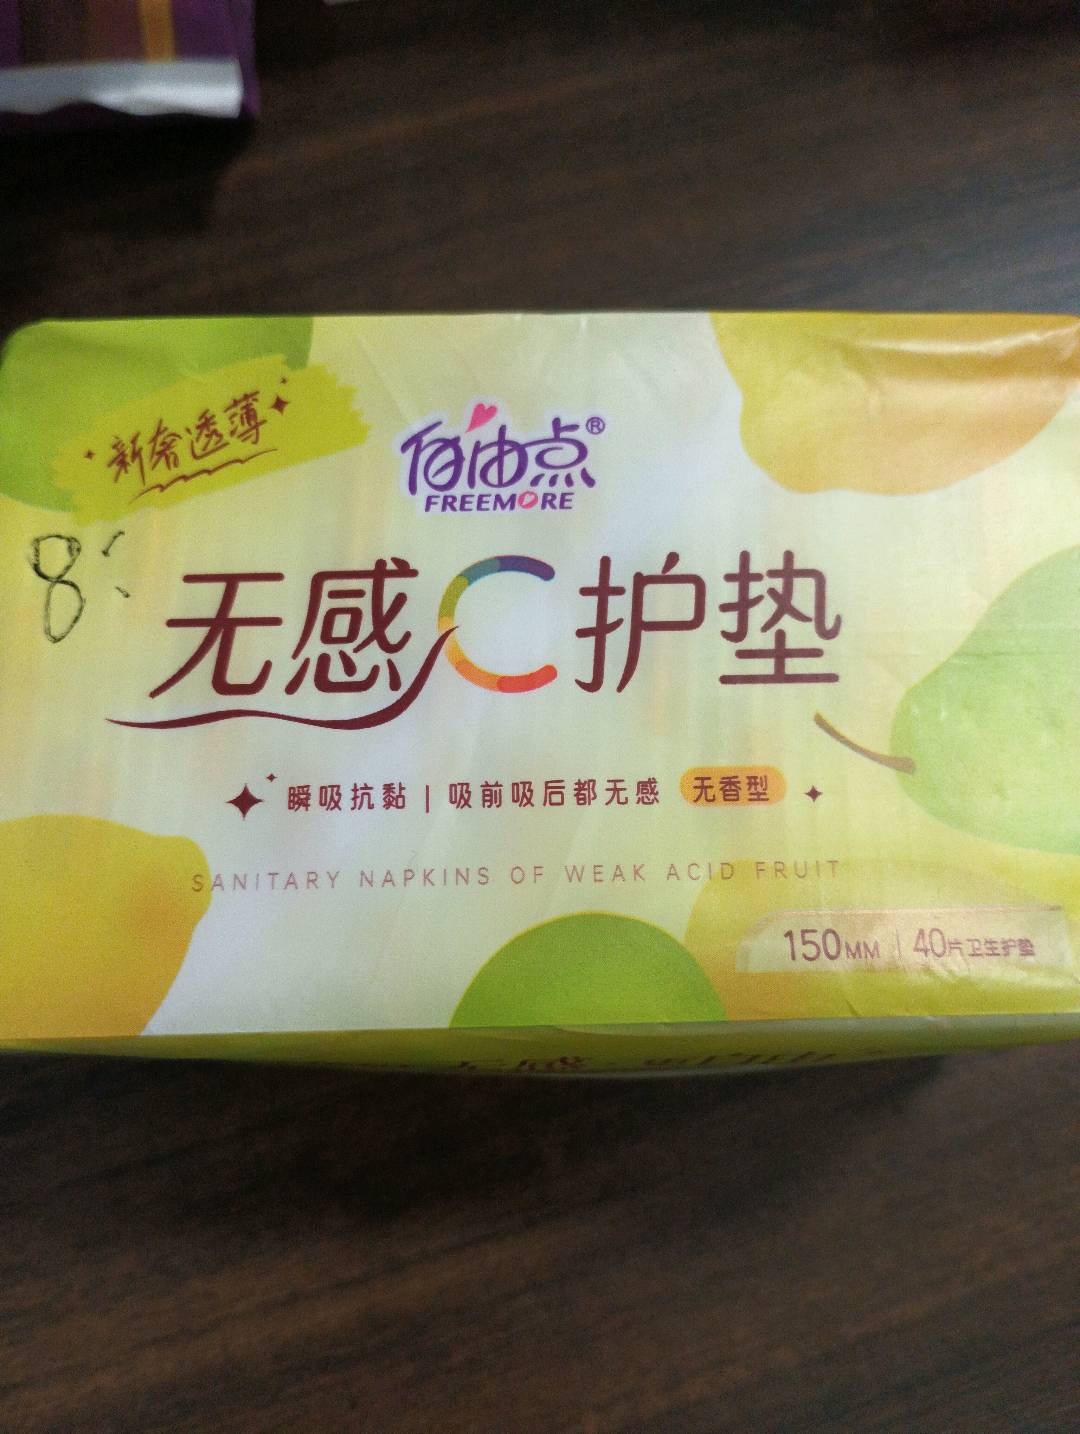 新奢透薄
自由点®
FREEMORE
8:
无感C护垫
瞬吸抗黏 | 吸前吸后都无感 无香型
SANITARY NAPKINS OF WEAK ACID FRUIT
150MM | 40片卫生护垫